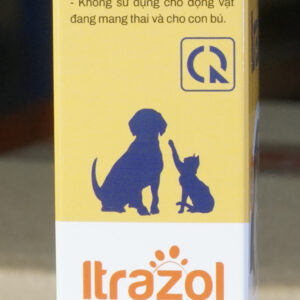 - Không sử dụng cho động vật
đang mang thai và cho con bú.
Itrazol